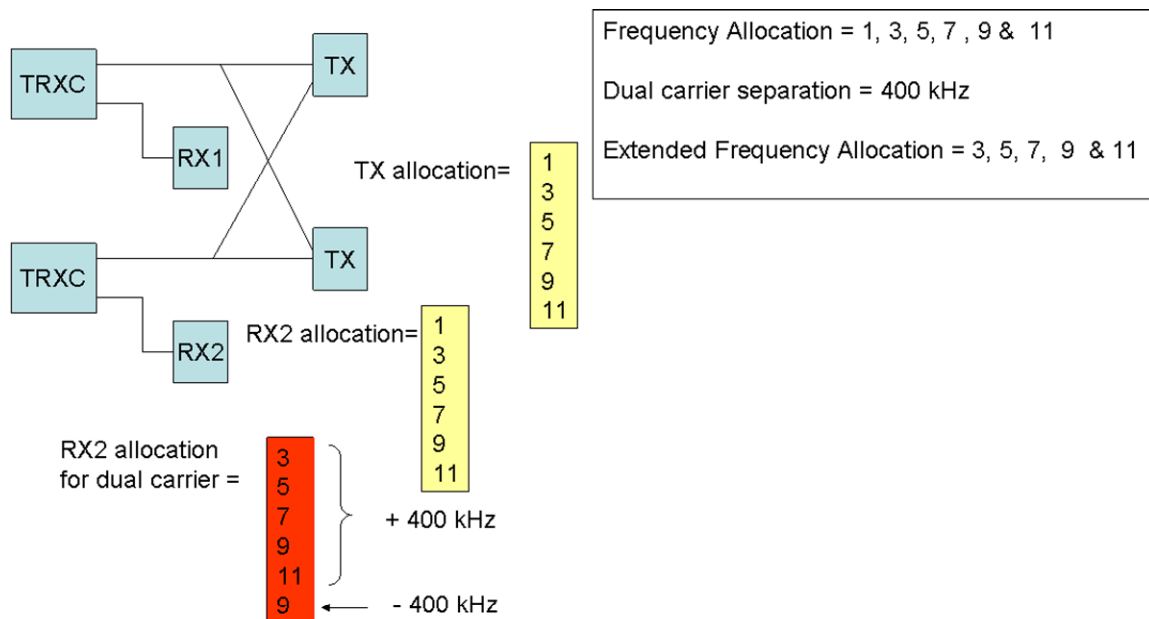 TRXC
TX
RX1
TRXC
TX
RX2
Frequency Allocation = 1, 3, 5, 7 , 9 & 11
Dual carrier separation = 400 kHz
Extended Frequency Allocation = 3, 5, 7, 9 & 11
TX allocation=
1
3
5
7
9
11
RX2 allocation=
1
3
5
7
9
11
RX2 allocation
for dual carrier =
3
5
7
9
11
9
+ 400 kHz
- 400 kHz